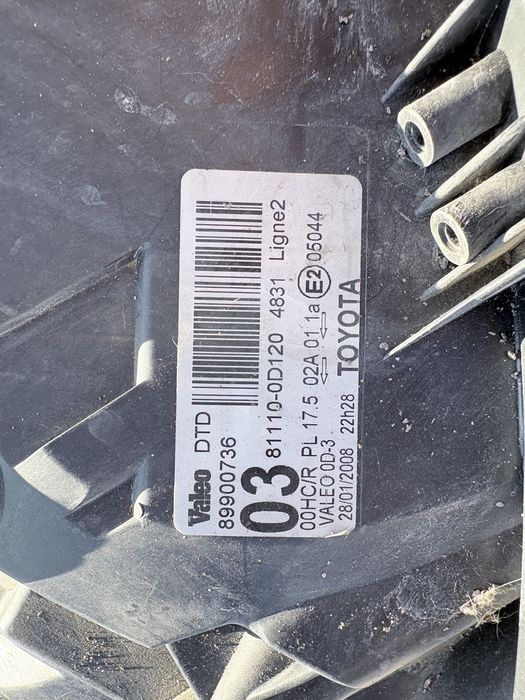 Valeo DTD
89900736
03 81110-0D120 4831 Ligne2
00HC/R PL 17.5 02A 01 1a E2 05044
VALEO 0D-3
28/01/2008 22h28 TOYOTA